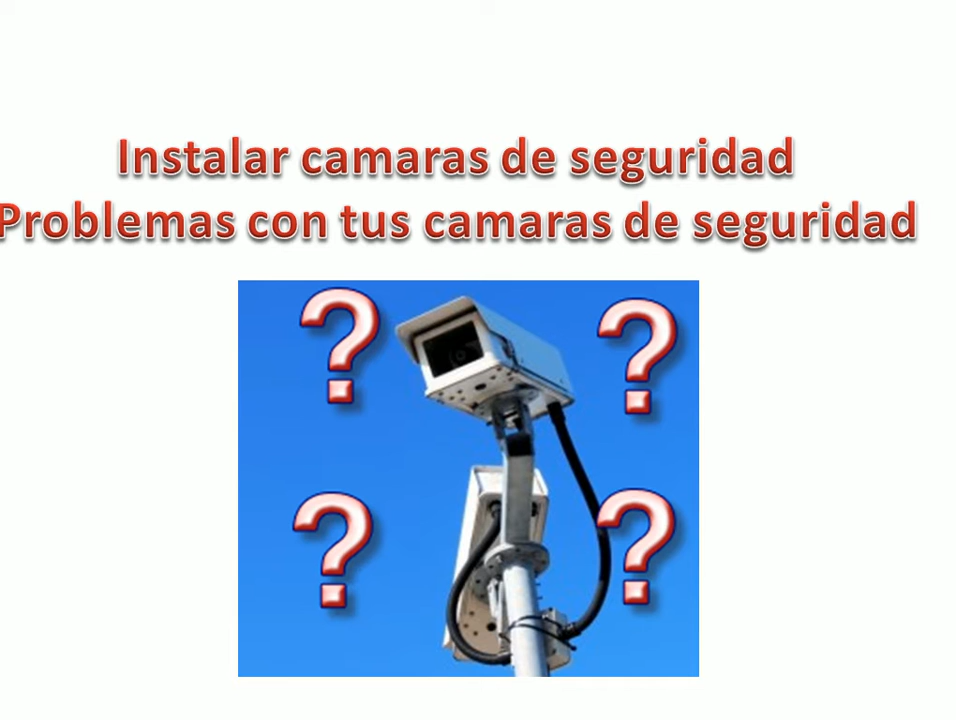 Instalar camaras de seguridad
Problemas con tus camaras de seguridad
? ?
? ?